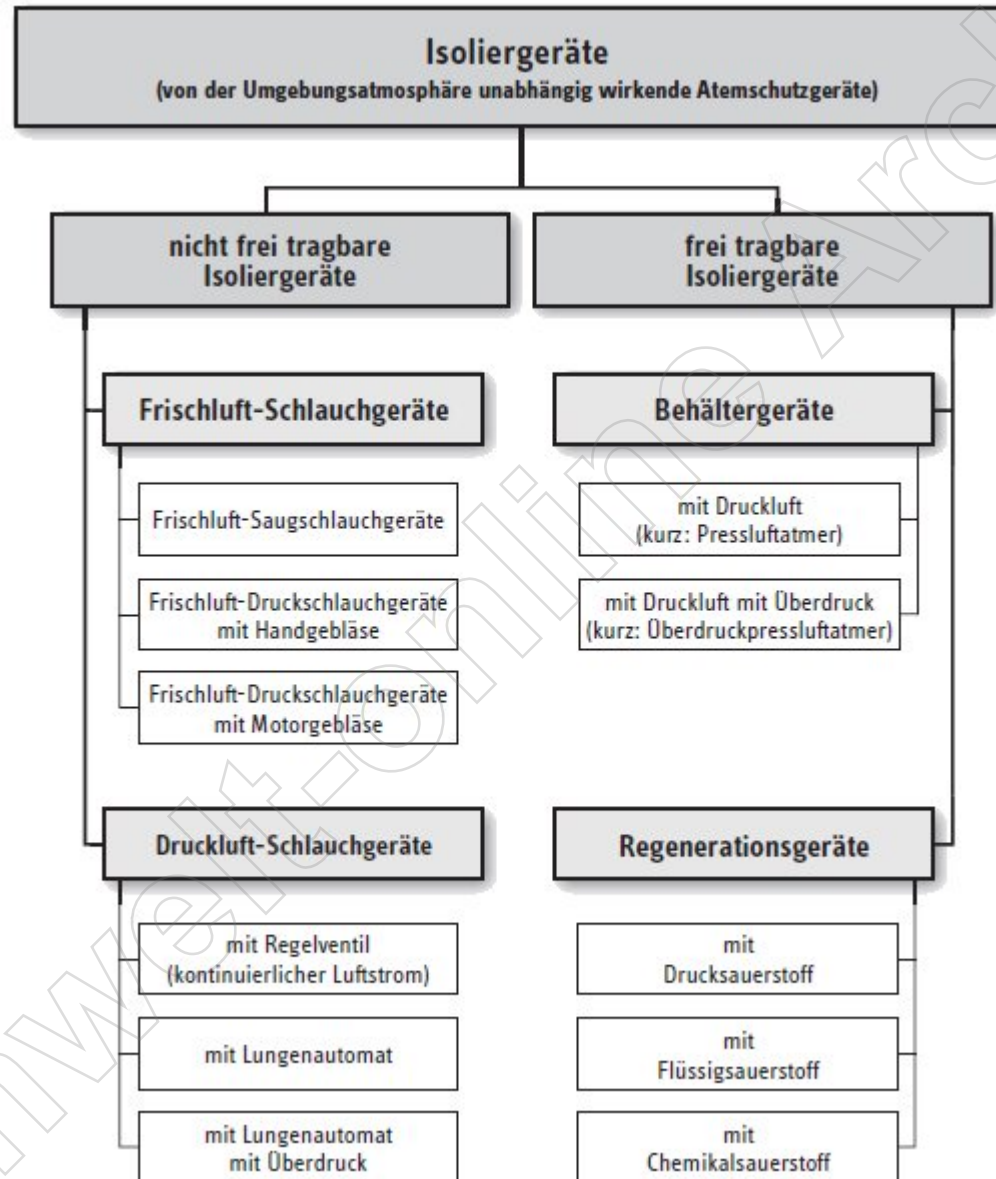 Isoliergeräte
(von der Umgebungsatmosphäre unabhängig wirkende Atemschutzgeräte)
nicht frei tragbare
Isoliergeräte
frei tragbare
Isoliergeräte
Frischluft-Schlauchgeräte
Frischluft-Saugschlauchgeräte
Frischluft-Druckschlauchgeräte
mit Handgebläse
Frischluft-Druckschlauchgeräte
mit Motorgebläse
Behältergeräte
mit Druckluft
(kurz: Pressluftatmer)
mit Druckluft mit Überdruck
(kurz: Überdruckpressluftatmer)
Druckluft-Schlauchgeräte
mit Regelventil
(kontinuierlicher Luftstrom)
mit Lungenautomat
mit Lungenautomat
mit Überdruck
Regenerationsgeräte
mit
Drucksauerstoff
mit
Flüssigsauerstoff
mit
Chemikalsauerstoff